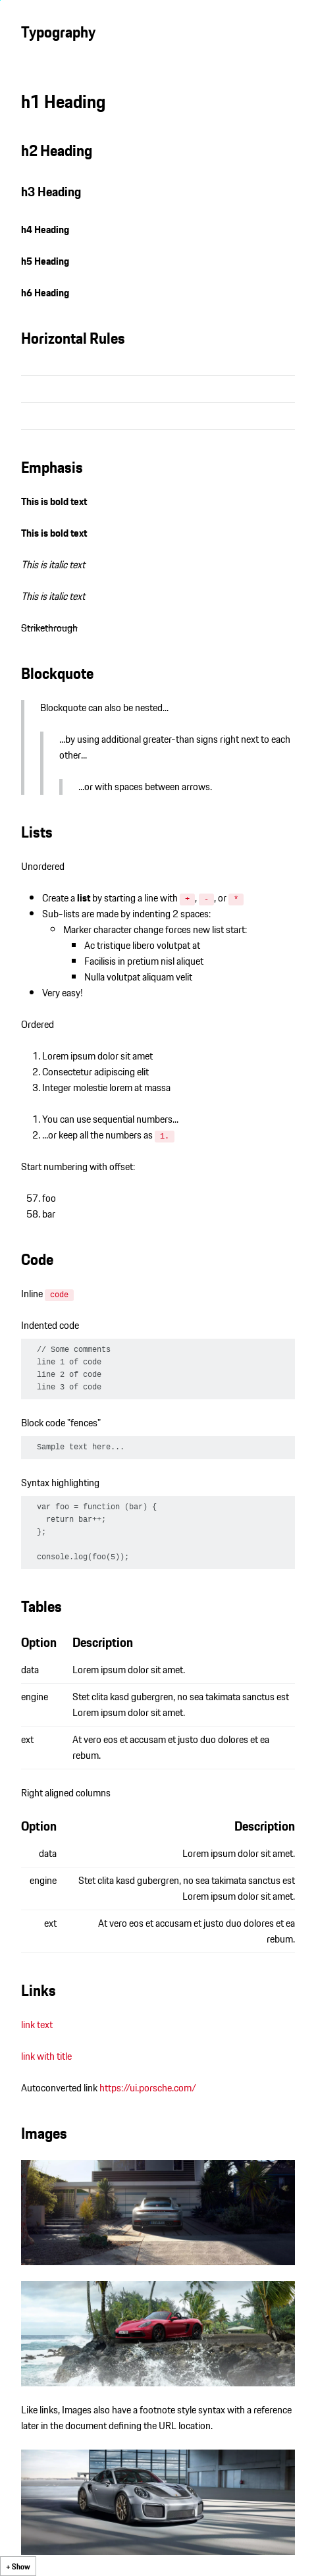 Typography
h1 Heading
h2 Heading
h3 Heading
h4 Heading
h5 Heading
h6 Heading
Horizontal Rules
Emphasis
This is bold text
This is bold text
This is italic text
This is italic text
Strikethrough
Blockquote
Blockquote can also be nested...
...by using additional greater-than signs right next to each
other...
...or with spaces between arrows.
Lists
Unordered
Create a list by starting a line with + , - , or *
Sub-lists are made by indenting 2 spaces:
Marker character change forces new list start:
Ac tristique libero volutpat at
Facilisis in pretium nisl aliquet
Nulla volutpat aliquam velit
Very easy!
Ordered
1. Lorem ipsum dolor sit amet
2. Consectetur adipiscing elit
3. Integer molestie lorem at massa
1. You can use sequential numbers...
2. ...or keep all the numbers as 1.
Start numbering with offset:
57. foo
58. bar
Code
Inline code
Indented code
// Some comments
line 1 of code
line 2 of code
line 3 of code
Block code "fences"
Sample text here...
Syntax highlighting
var foo = function (bar) {
return bar++;
};
console.log(foo(5));
Tables
Option Description
data Lorem ipsum dolor sit amet.
engine Stet clita kasd gubergren, no sea takimata sanctus est
Lorem ipsum dolor sit amet.
ext At vero eos et accusam et justo duo dolores et ea
rebum.
Right aligned columns
Option Description
data Lorem ipsum dolor sit amet.
engine Stet clita kasd gubergren, no sea takimata sanctus est
Lorem ipsum dolor sit amet.
ext At vero eos et accusam et justo duo dolores et ea
rebum.
Links
link text
link with title
Autoconverted link https://ui.porsche.com/
Images
Like links, Images also have a footnote style syntax with a reference
later in the document defining the URL location.
+ Show